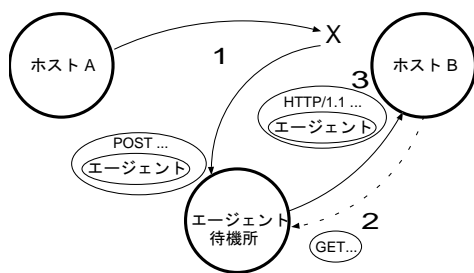 ホスト A
1
X
ホスト B
3
HTTP/1.1 ...
エージェント
POST ...
エージェント
エージェント
待機所
2
GET...